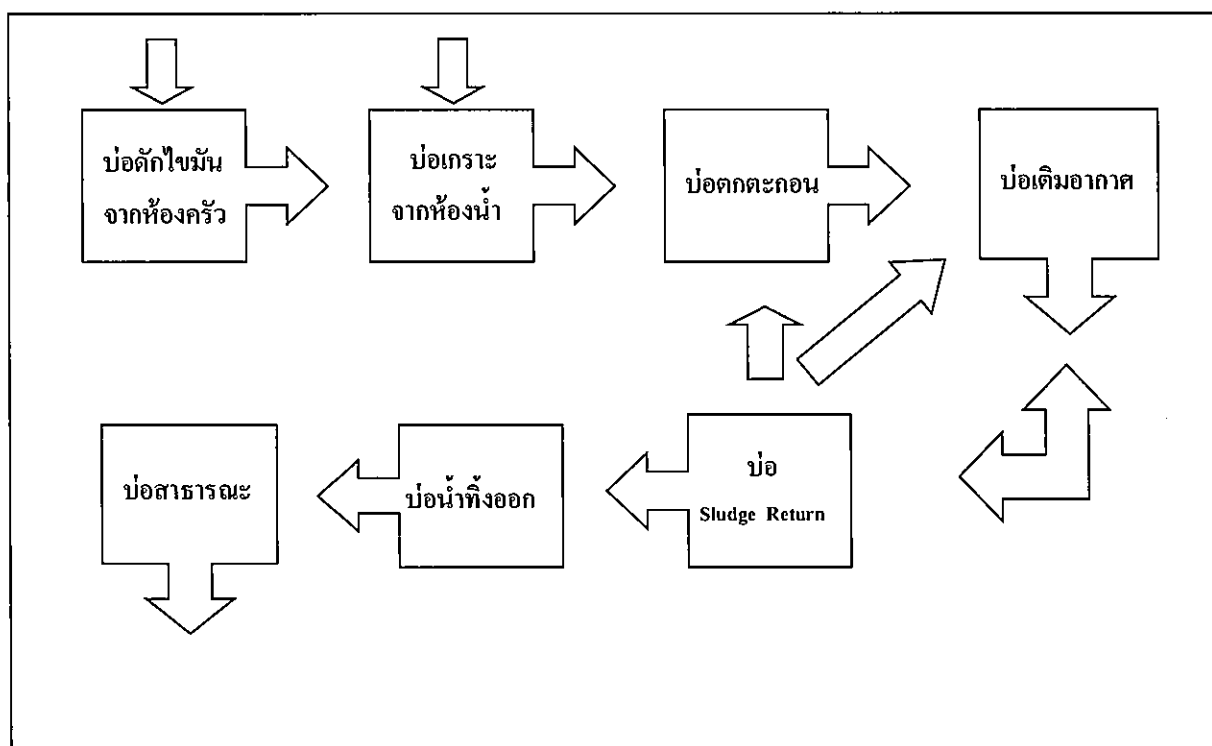 บ่อดักไขมัน
จากห้องครัว
บ่อเกราะ
จากห้องน้ำ
บ่อตกตะกอน
บ่อเติมอากาศ
บ่อสาธารณะ
บ่อน้ำทิ้งออก
บ่อ
Sludge Return